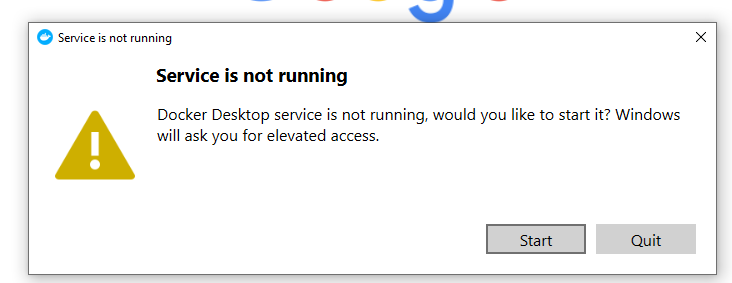 Service is not running
Service is not running
Docker Desktop service is not running, would you like to start it? Windows
will ask you for elevated access.
Start
Quit